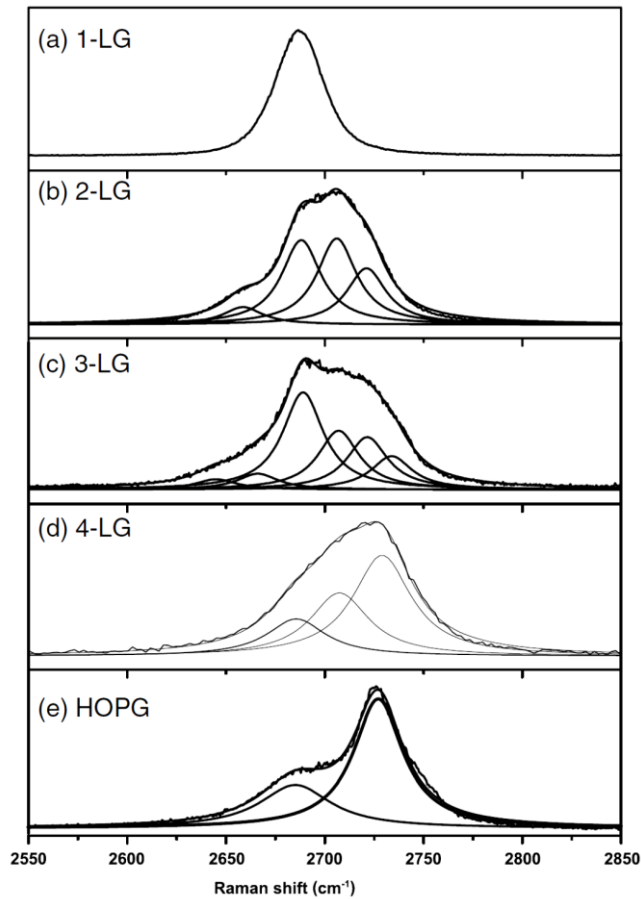 (a) 1-LG
(b) 2-LG
(c) 3-LG
(d) 4-LG
(e) HOPG
2550 2600 2650 2700 2750 2800 2850
Raman shift (cm⁻¹)